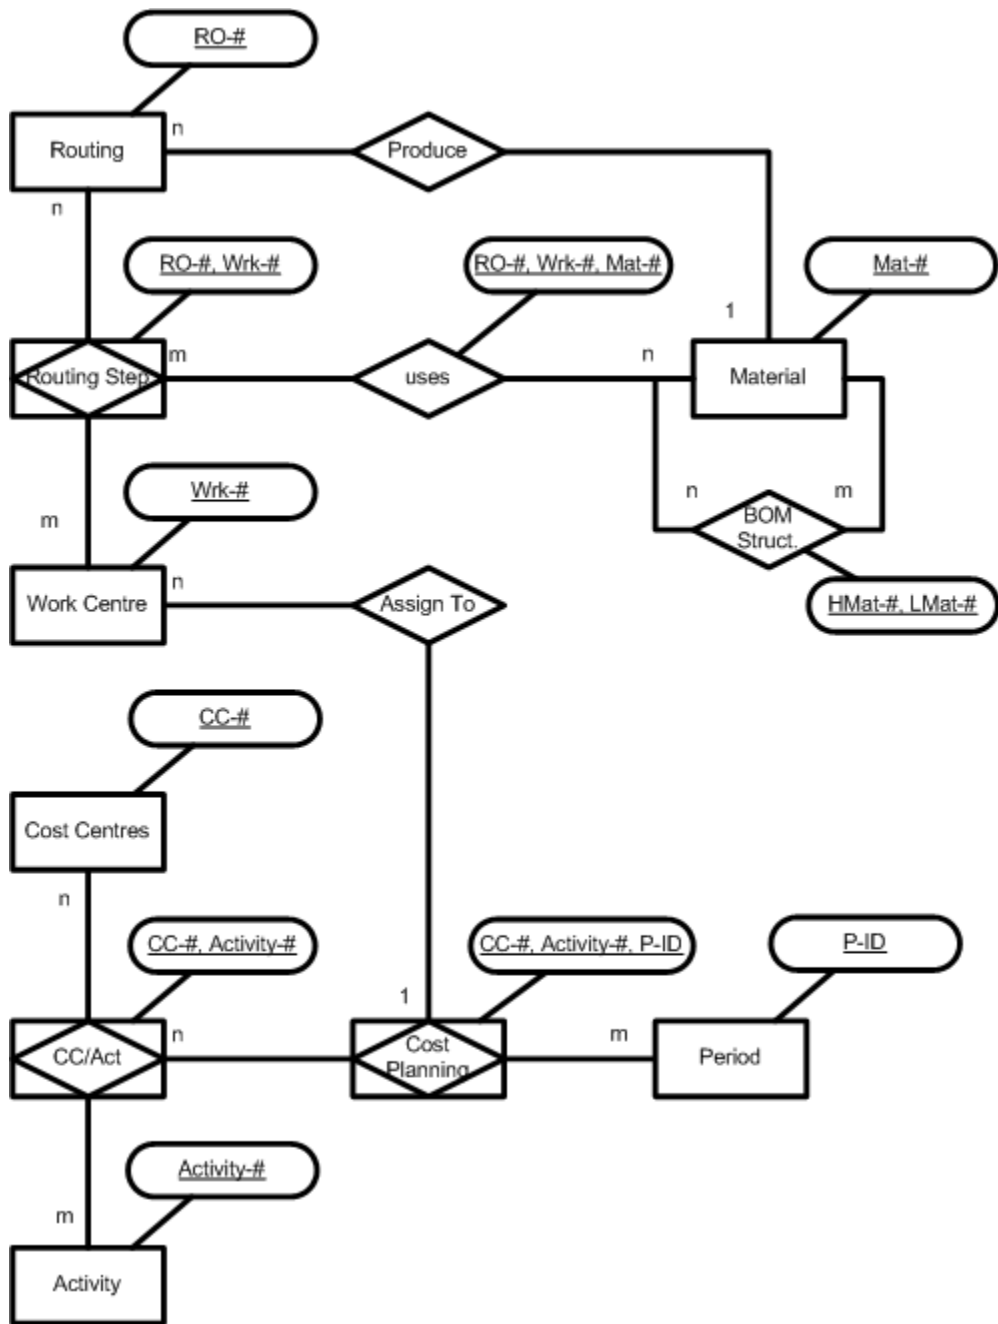 RO-#
Routing
n
Produce
n
RO-#, Wrk-#
RO-#, Wrk-#, Mat-#
Mat-#
1
Routing Step
m
uses
n
Material
Wrk-#
n
m
BOM
Struct.
m
Work Centre
n
Assign To
HMat-#, LMat-#
CC-#
Cost Centres
n
CC-#, Activity-#
CC-#, Activity-#, P-ID
P-ID
1
CC/Act
n
Cost
Planning
m
Period
Activity-#
m
Activity